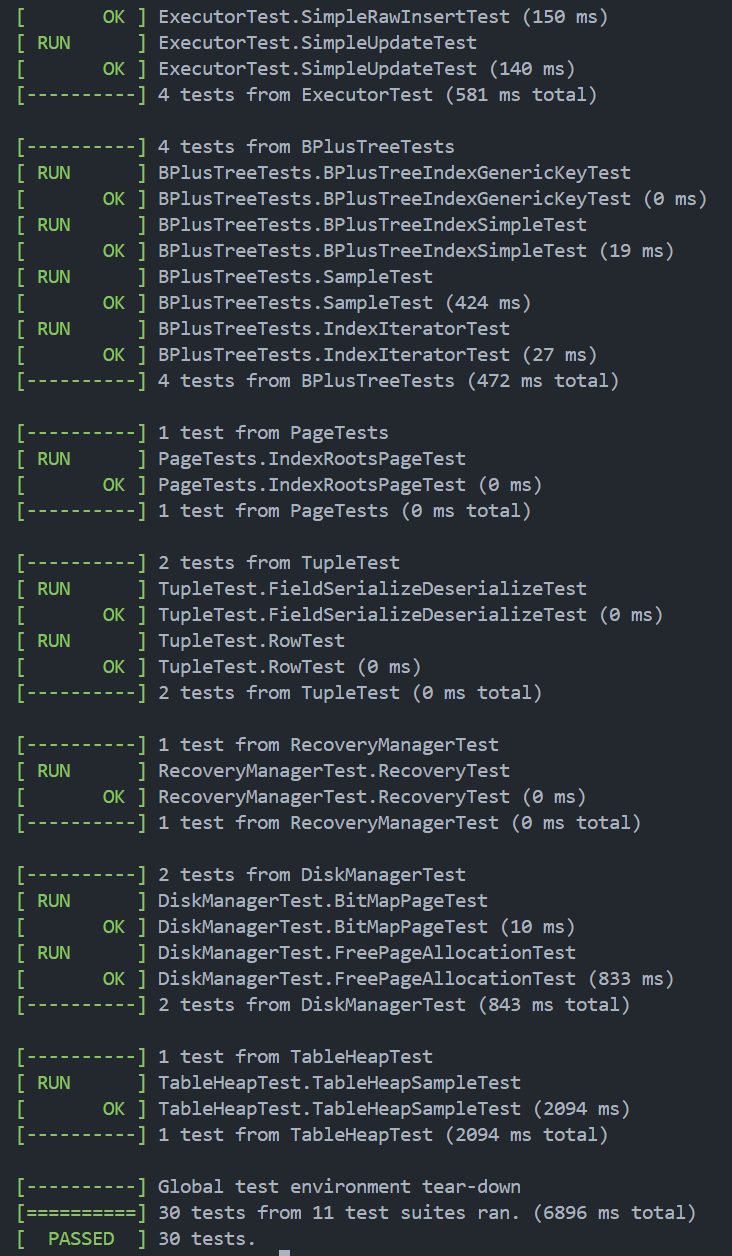 [       OK ] ExecutorTest.SimpleRawInsertTest (150 ms)
[ RUN      ] ExecutorTest.SimpleUpdateTest
[       OK ] ExecutorTest.SimpleUpdateTest (140 ms)
[----------] 4 tests from ExecutorTest (581 ms total)

[----------] 4 tests from BPlusTreeTests
[ RUN      ] BPlusTreeTests.BPlusTreeIndexGenericKeyTest
[       OK ] BPlusTreeTests.BPlusTreeIndexGenericKeyTest (0 ms)
[ RUN      ] BPlusTreeTests.BPlusTreeIndexSimpleTest
[       OK ] BPlusTreeTests.BPlusTreeIndexSimpleTest (19 ms)
[ RUN      ] BPlusTreeTests.SampleTest
[       OK ] BPlusTreeTests.SampleTest (424 ms)
[ RUN      ] BPlusTreeTests.IndexIteratorTest
[       OK ] BPlusTreeTests.IndexIteratorTest (27 ms)
[----------] 4 tests from BPlusTreeTests (472 ms total)

[----------] 1 test from PageTests
[ RUN      ] PageTests.IndexRootsPageTest
[       OK ] PageTests.IndexRootsPageTest (0 ms)
[----------] 1 test from PageTests (0 ms total)

[----------] 2 tests from TupleTest
[ RUN      ] TupleTest.FieldSerializeDeserializeTest
[       OK ] TupleTest.FieldSerializeDeserializeTest (0 ms)
[ RUN      ] TupleTest.RowTest
[       OK ] TupleTest.RowTest (0 ms)
[----------] 2 tests from TupleTest (0 ms total)

[----------] 1 test from RecoveryManagerTest
[ RUN      ] RecoveryManagerTest.RecoveryTest
[       OK ] RecoveryManagerTest.RecoveryTest (0 ms)
[----------] 1 test from RecoveryManagerTest (0 ms total)

[----------] 2 tests from DiskManagerTest
[ RUN      ] DiskManagerTest.BitMapPageTest
[       OK ] DiskManagerTest.BitMapPageTest (10 ms)
[ RUN      ] DiskManagerTest.FreePageAllocationTest
[       OK ] DiskManagerTest.FreePageAllocationTest (833 ms)
[----------] 2 tests from DiskManagerTest (843 ms total)

[----------] 1 test from TableHeapTest
[ RUN      ] TableHeapTest.TableHeapSampleTest
[       OK ] TableHeapTest.TableHeapSampleTest (2094 ms)
[----------] 1 test from TableHeapTest (2094 ms total)

[----------] Global test environment tear-down
[==========] 30 tests from 11 test suites ran. (6896 ms total)
[  PASSED  ] 30 tests.